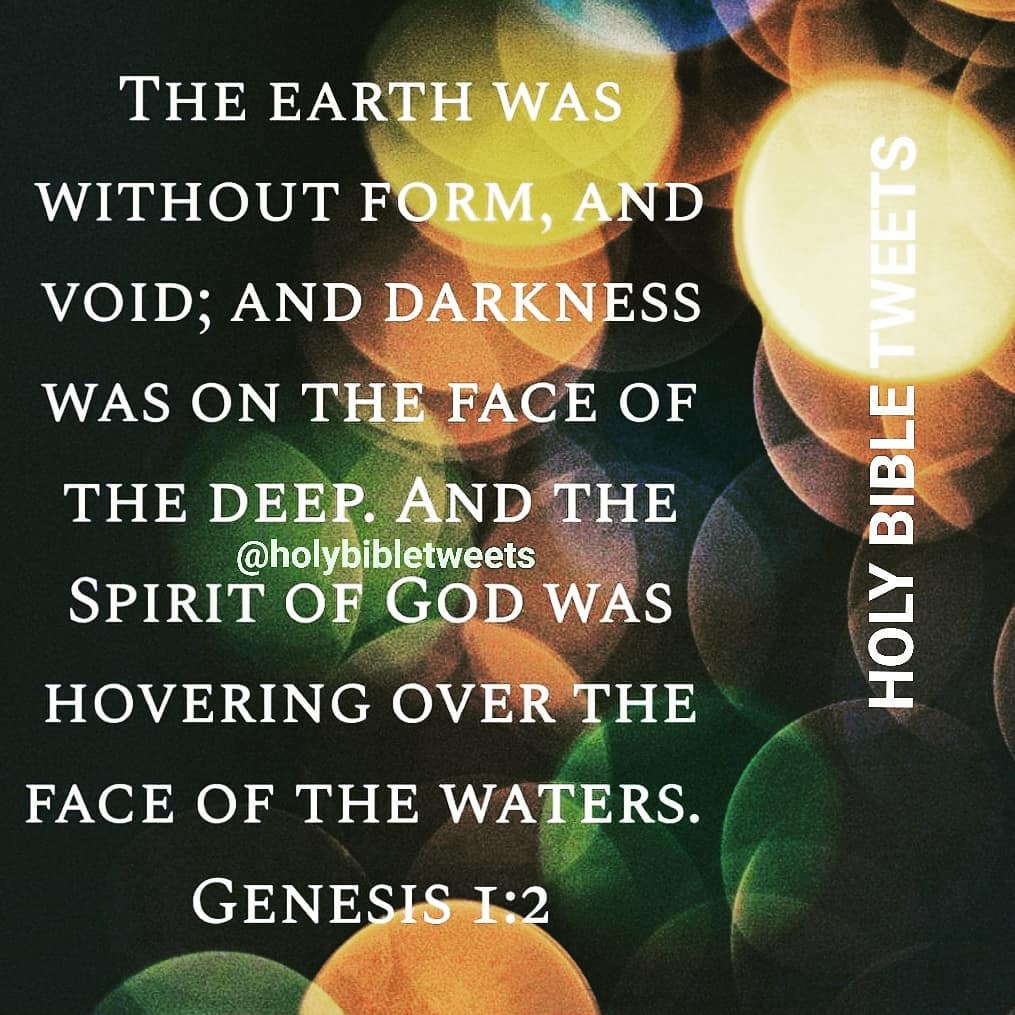 The earth was
without form, and
void; and darkness
was on the face of
the deep. And the
@holybibletweets
Spirit of God was
hovering over the
face of the waters.
Genesis 1:2
HOLY BIBLE TWEETS